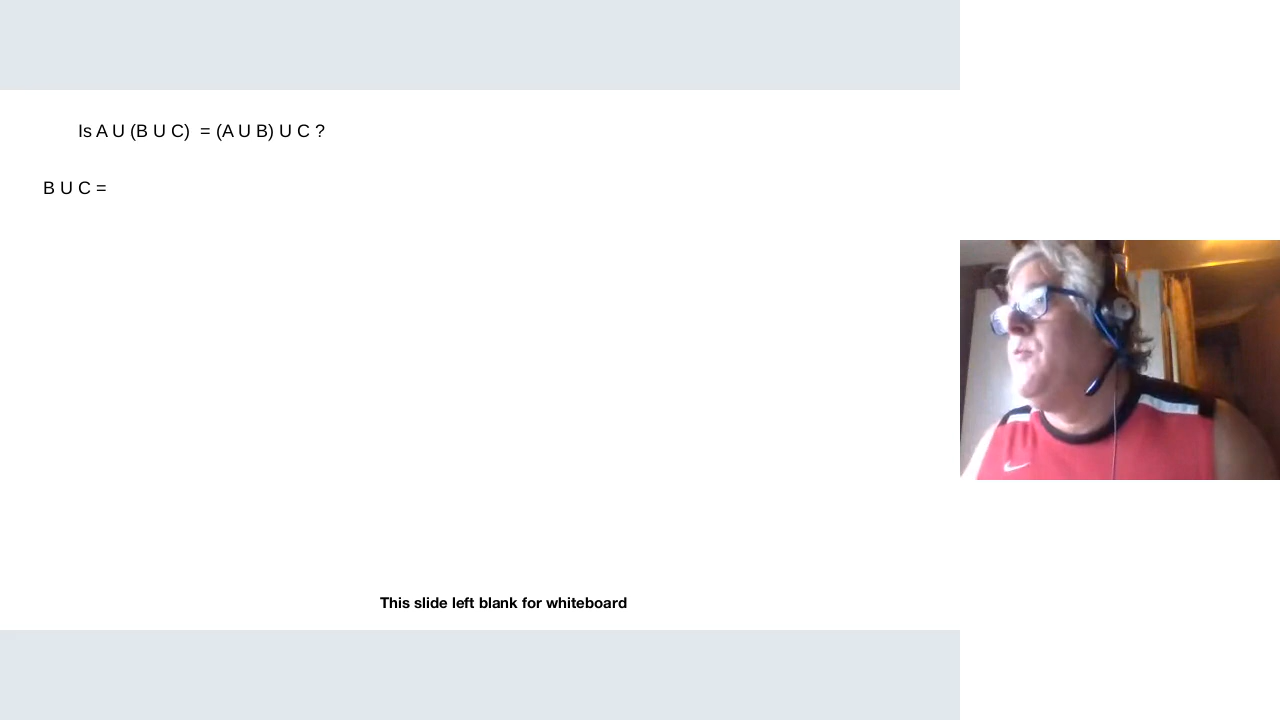 Is A U (B U C)  = (A U B) U C ?
B U C =
This slide left blank for whiteboard